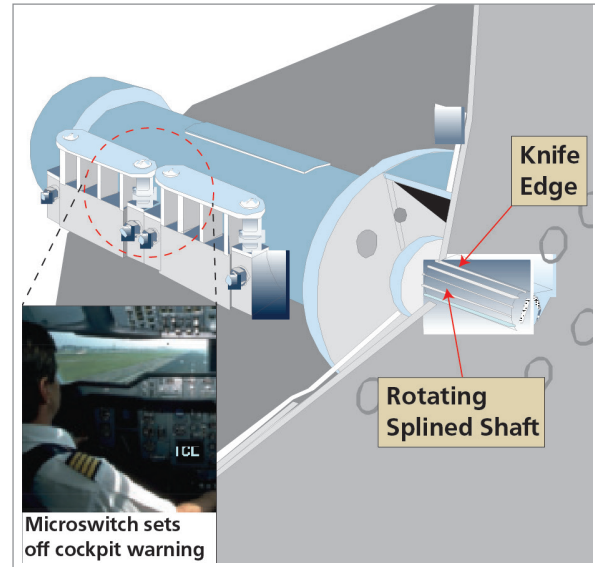 Knife
Edge
Rotating
Splined Shaft
ICL
Microswitch sets
off cockpit warning